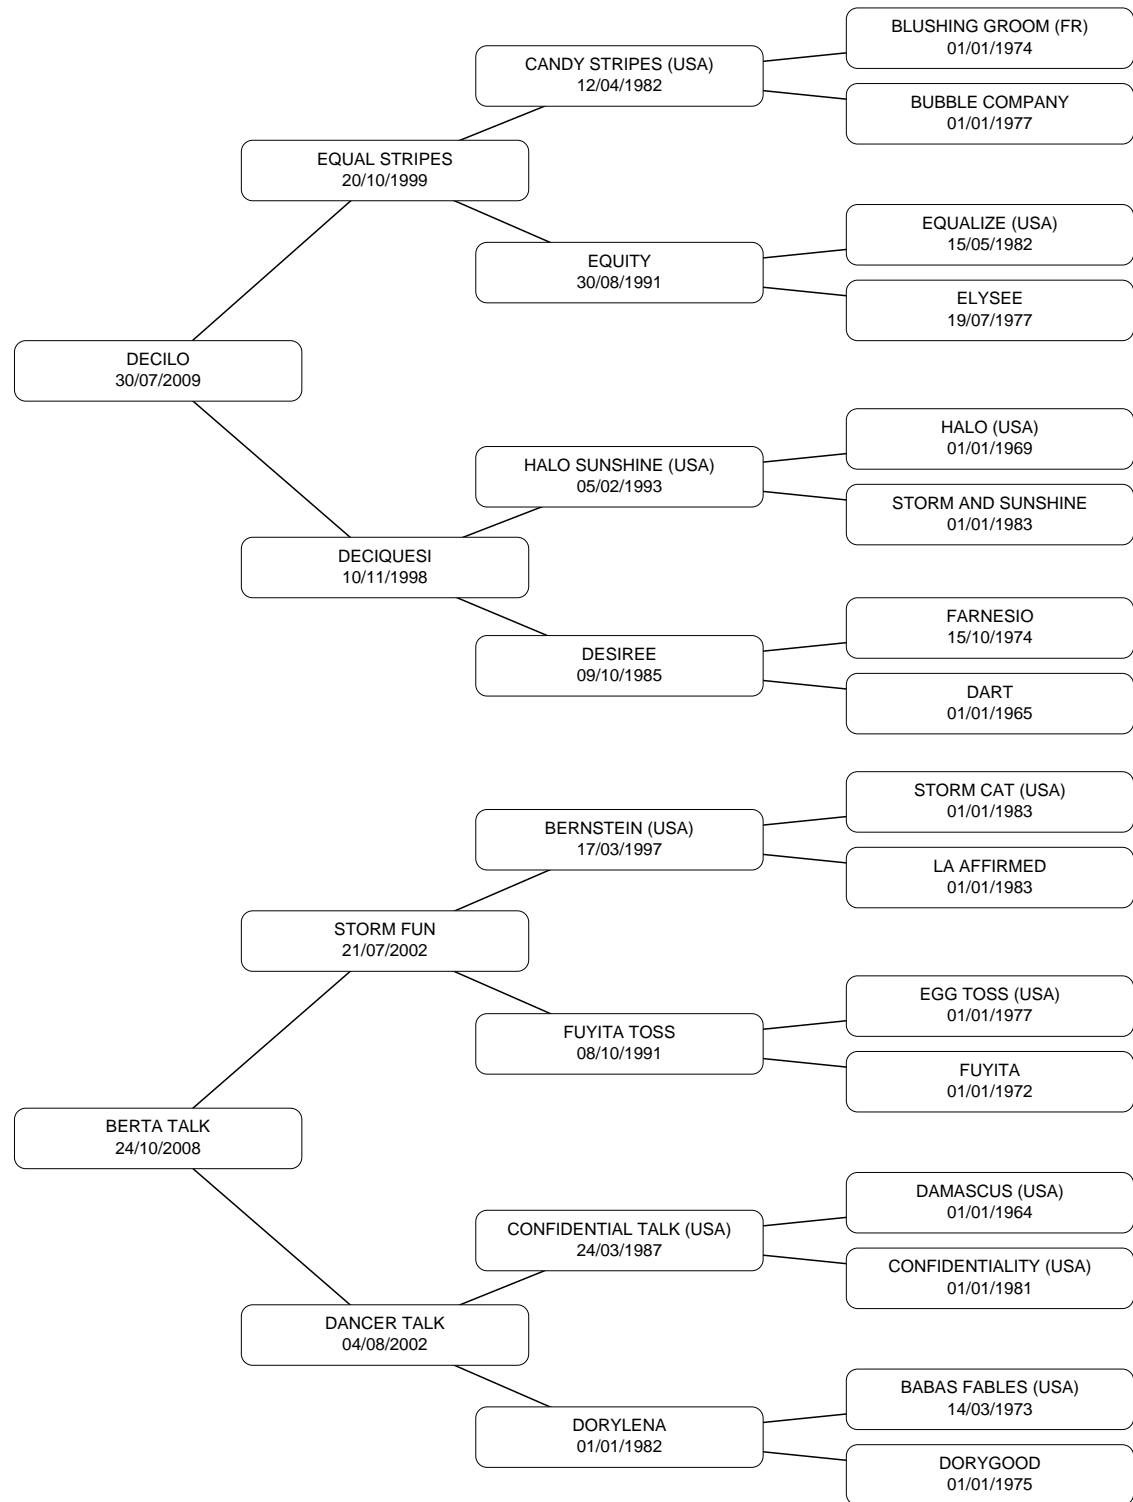 BLUSHING GROOM (FR)
01/01/1974
CANDY STRIPES (USA)
12/04/1982
BUBBLE COMPANY
01/01/1977
EQUAL STRIPES
20/10/1999
EQUALIZE (USA)
15/05/1982
EQUITY
30/08/1991
ELYSEE
19/07/1977
DECILO
30/07/2009
HALO (USA)
01/01/1969
HALO SUNSHINE (USA)
05/02/1993
STORM AND SUNSHINE
01/01/1983
DECIQUESI
10/11/1998
FARNESIO
15/10/1974
DESIREE
09/10/1985
DART
01/01/1965
STORM CAT (USA)
01/01/1983
BERNSTEIN (USA)
17/03/1997
LA AFFIRMED
01/01/1983
STORM FUN
21/07/2002
EGG TOSS (USA)
01/01/1977
FUYITA TOSS
08/10/1991
FUYITA
01/01/1972
BERTA TALK
24/10/2008
DAMASCUS (USA)
01/01/1964
CONFIDENTIAL TALK (USA)
24/03/1987
CONFIDENTIALITY (USA)
01/01/1981
DANCER TALK
04/08/2002
BABAS FABLES (USA)
14/03/1973
DORYLENA
01/01/1982
DORYGOOD
01/01/1975